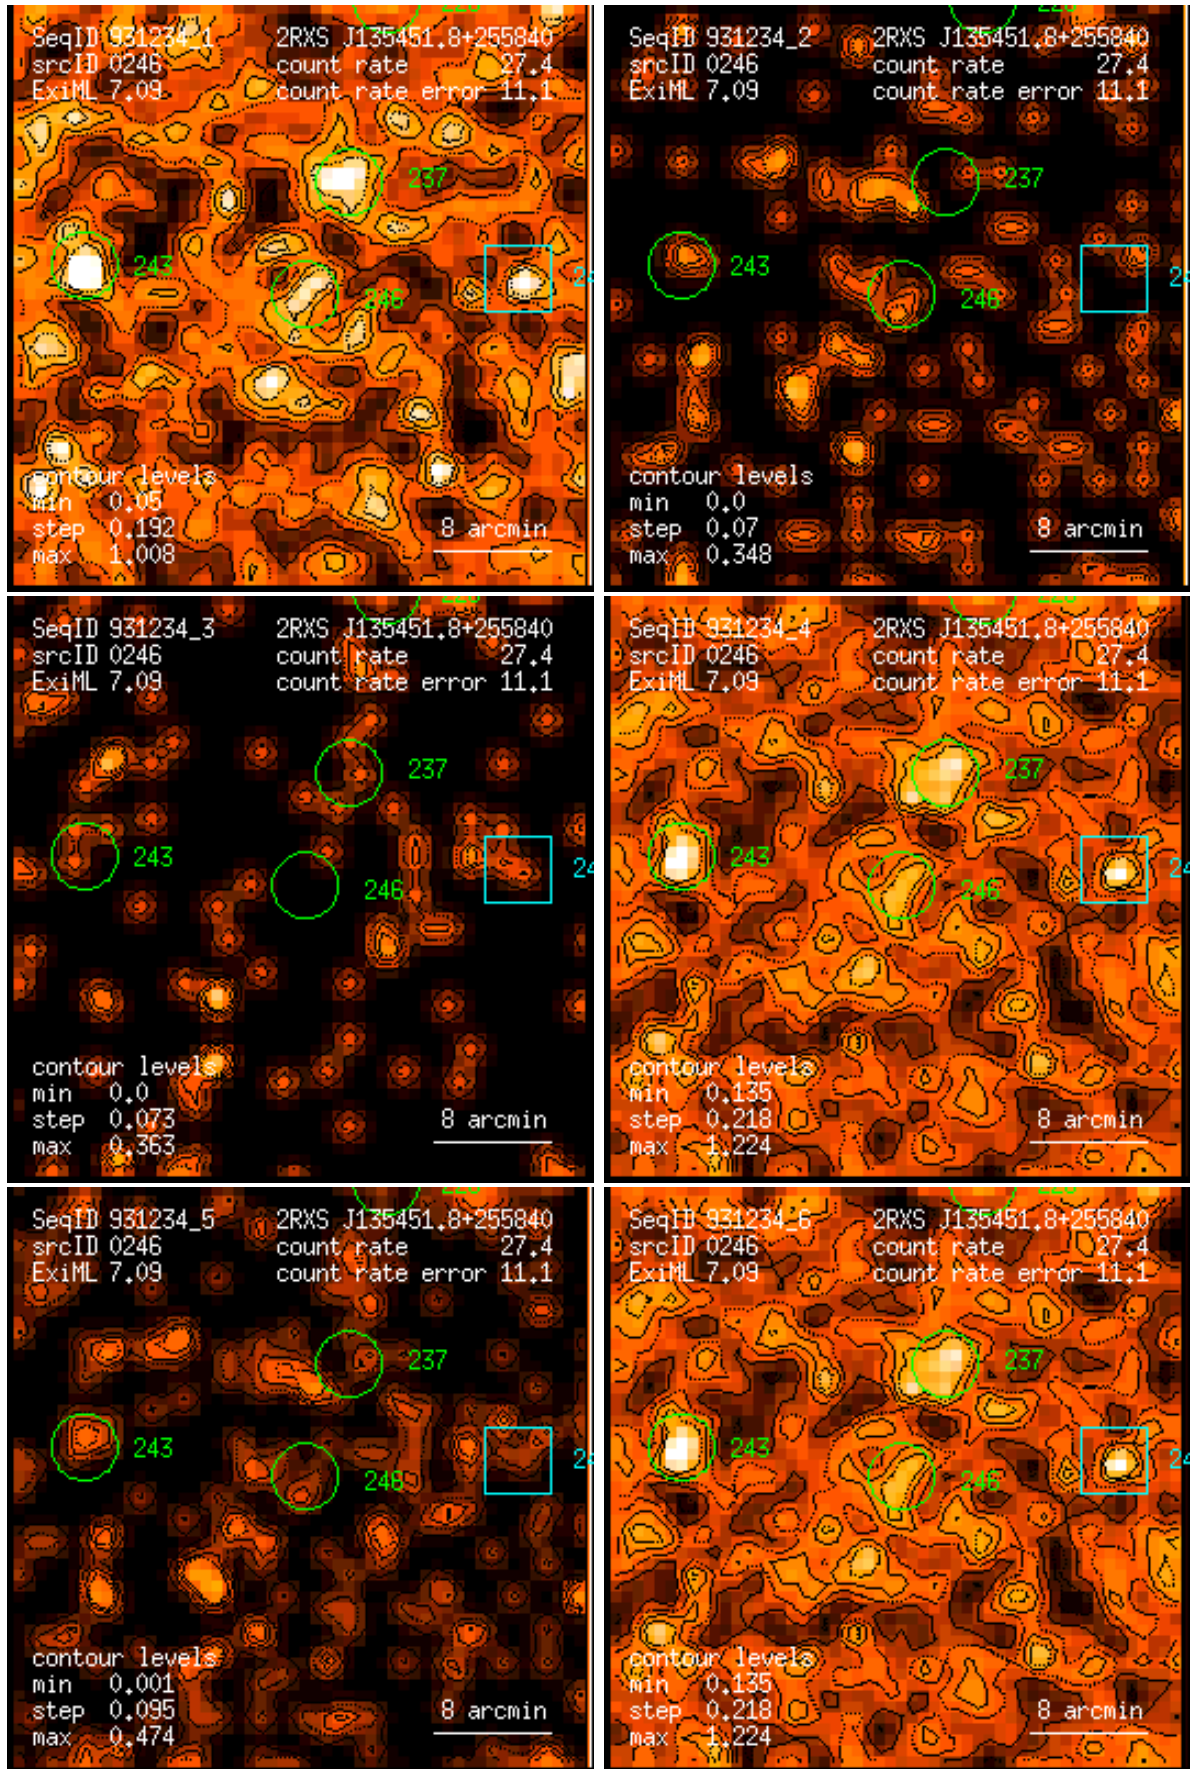 SeqID 931234_1 2RXS J135451.8+255840
srcID 0246 count rate 27.4
ExiML 7.09 count rate error 11.1
237
243
246
contour levels
min 0.05
step 0.192 8 arcmin
max 1.008
SeqID 931234_2 2RXS J135451.8+255840
srcID 0246 count rate 27.4
ExiML 7.09 count rate error 11.1
237
243
246
contour levels
min 0.0
step 0.07 8 arcmin
max 0.348
SeqID 931234_3 2RXS J135451.8+255840
srcID 0246 count rate 27.4
ExiML 7.09 count rate error 11.1
237
243
246
contour levels
min 0.0
step 0.073 8 arcmin
max 0.363
SeqID 931234_4 2RXS J135451.8+255840
srcID 0246 count rate 27.4
ExiML 7.09 count rate error 11.1
237
243
246
contour levels
min 0.135
step 0.218 8 arcmin
max 1.224
SeqID 931234_5 2RXS J135451.8+255840
srcID 0246 count rate 27.4
ExiML 7.09 count rate error 11.1
237
243
246
contour levels
min 0.001
step 0.095 8 arcmin
max 0.474
SeqID 931234_6 2RXS J135451.8+255840
srcID 0246 count rate 27.4
ExiML 7.09 count rate error 11.1
237
243
246
contour levels
min 0.135
step 0.218 8 arcmin
max 1.224